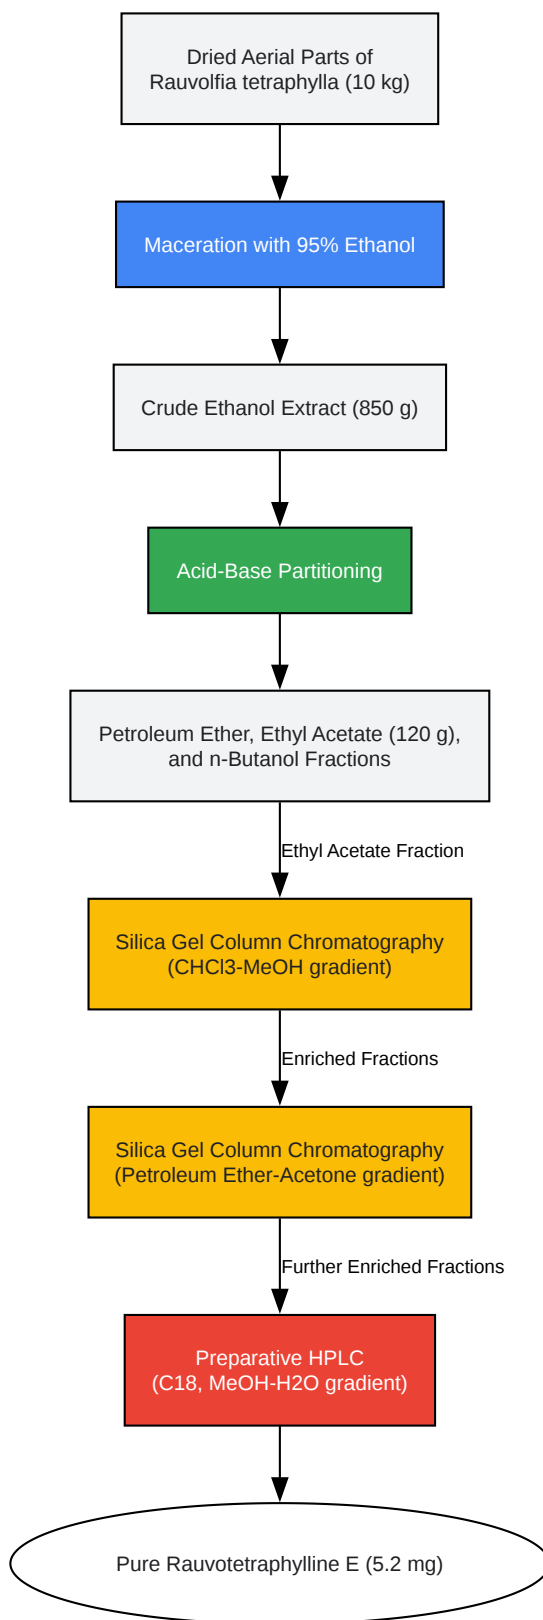 Dried Aerial Parts of
Rauvolfia tetraphylla (10 kg)
Maceration with 95% Ethanol
Crude Ethanol Extract (850 g)
Acid-Base Partitioning
Petroleum Ether, Ethyl Acetate (120 g),
and n-Butanol Fractions
Ethyl Acetate Fraction
Silica Gel Column Chromatography
(CHCl3-MeOH gradient)
Enriched Fractions
Silica Gel Column Chromatography
(Petroleum Ether-Acetone gradient)
Further Enriched Fractions
Preparative HPLC
(C18, MeOH-H2O gradient)
Pure Rauvotetraphylline E (5.2 mg)